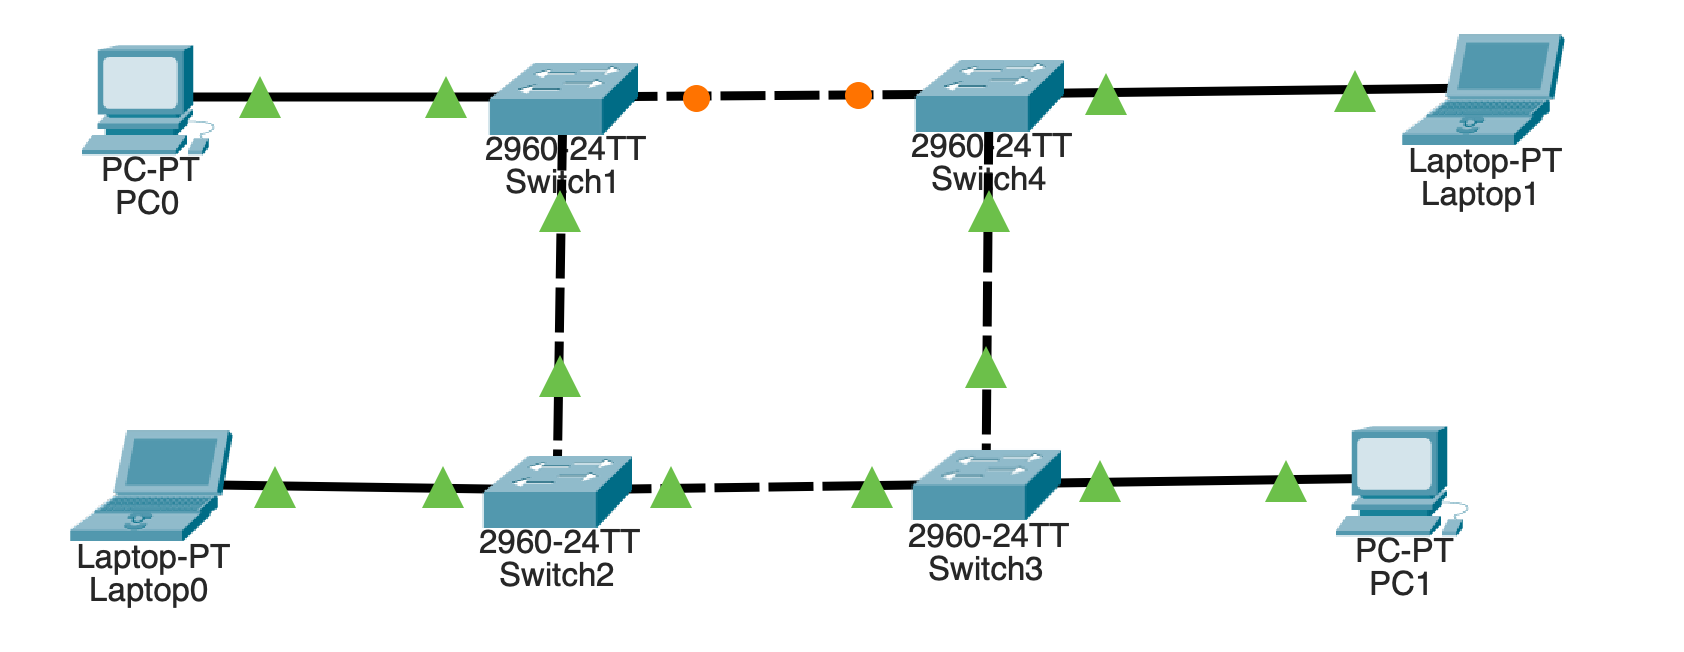 2960-24TT
Switch1
2960-24TT
Switch4
PC-PT
PC0
Laptop-PT
Laptop1
2960-24TT
Switch2
2960-24TT
Switch3
Laptop-PT
Laptop0
PC-PT
PC1